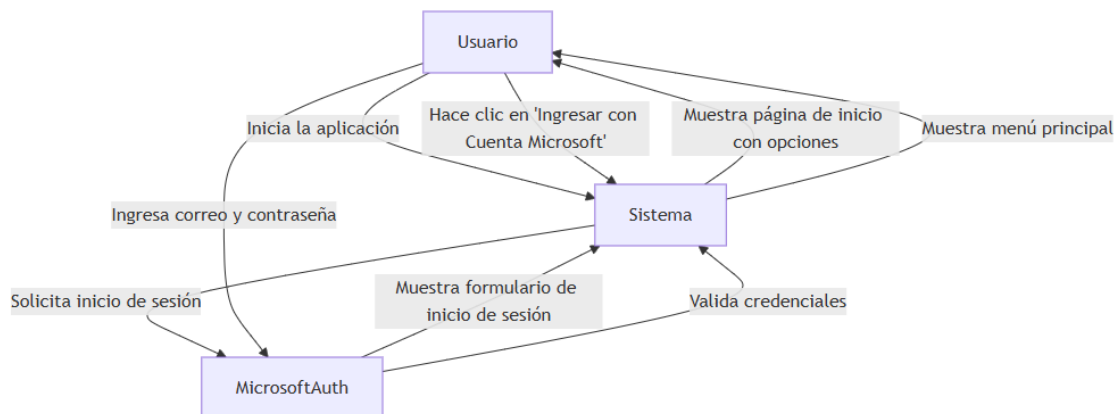 Usuario
Inicia la aplicación
Hace clic en 'Ingresar con
Cuenta Microsoft'
Muestra página de inicio
con opciones
Muestra menú principal
Ingresa correo y contraseña
Sistema
Solicita inicio de sesión
Muestra formulario de
inicio de sesión
Valida credenciales
MicrosoftAuth